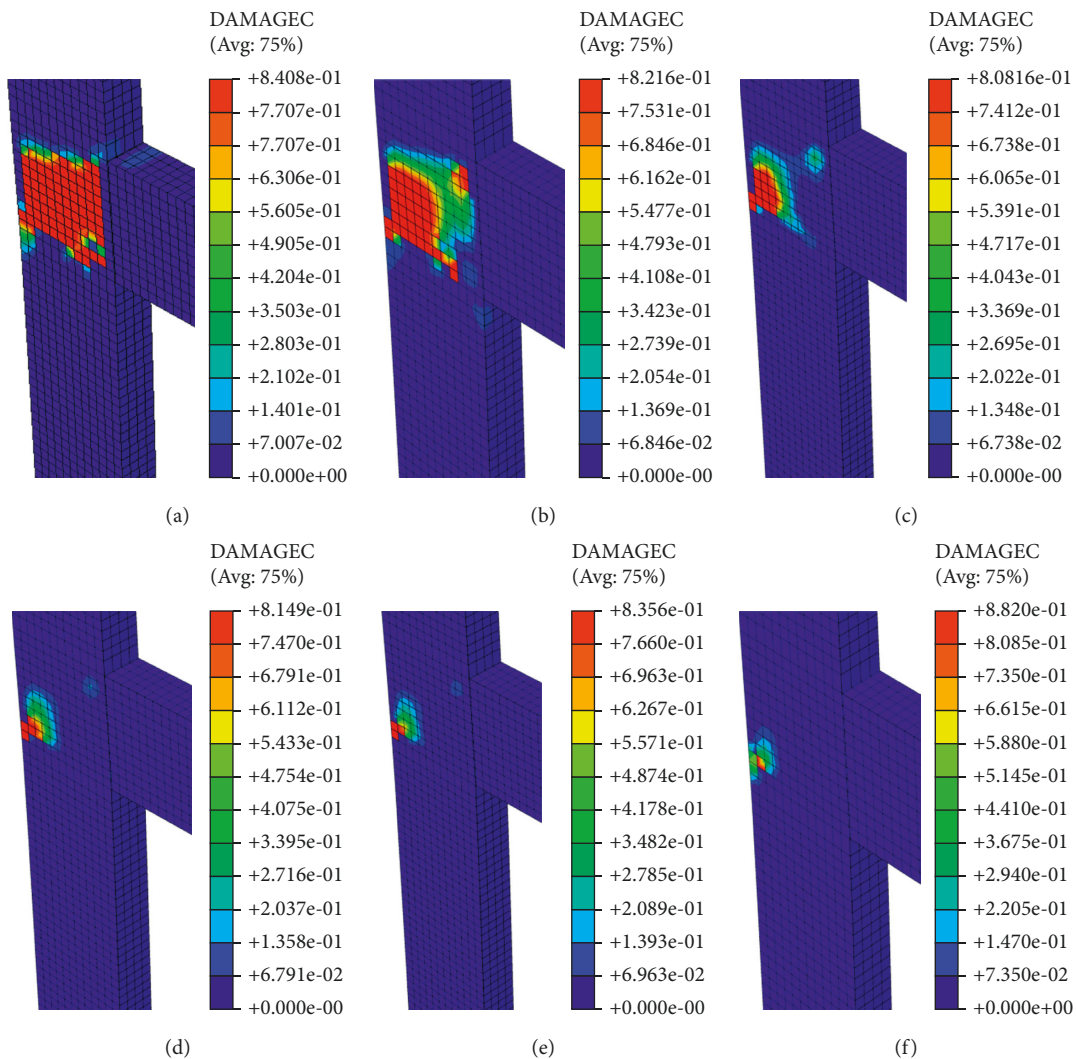 DAMAGEC
(Avg: 75%)
+8.408e-01
+7.707e-01
+7.707e-01
+6.306e-01
+5.605e-01
+4.905e-01
+4.204e-01
+3.503e-01
+2.803e-01
+2.102e-01
+1.401e-01
+7.007e-02
+0.000e+00
(a)
DAMAGEC
(Avg: 75%)
+8.216e-01
+7.531e-01
+6.846e-01
+6.162e-01
+5.477e-01
+4.793e-01
+4.108e-01
+3.423e-01
+2.739e-01
+2.054e-01
+1.369e-01
+6.846e-02
+0.000e-00
(b)
DAMAGEC
(Avg: 75%)
+8.0816e-01
+7.412e-01
+6.738e-01
+6.065e-01
+5.391e-01
+4.717e-01
+4.043e-01
+3.369e-01
+2.695e-01
+2.022e-01
+1.348e-01
+6.738e-02
+0.000e-00
(c)
DAMAGEC
(Avg: 75%)
+8.149e-01
+7.470e-01
+6.791e-01
+6.112e-01
+5.433e-01
+4.754e-01
+4.075e-01
+3.395e-01
+2.716e-01
+2.037e-01
+1.358e-01
+6.791e-02
+0.000e-00
(d)
DAMAGEC
(Avg: 75%)
+8.356e-01
+7.660e-01
+6.963e-01
+6.267e-01
+5.571e-01
+4.874e-01
+4.178e-01
+3.482e-01
+2.785e-01
+2.089e-01
+1.393e-01
+6.963e-02
+0.000e-00
(e)
DAMAGEC
(Avg: 75%)
+8.820e-01
+8.085e-01
+7.350e-01
+6.615e-01
+5.880e-01
+5.145e-01
+4.410e-01
+3.675e-01
+2.940e-01
+2.205e-01
+1.470e-01
+7.350e-02
+0.000e+00
(f)